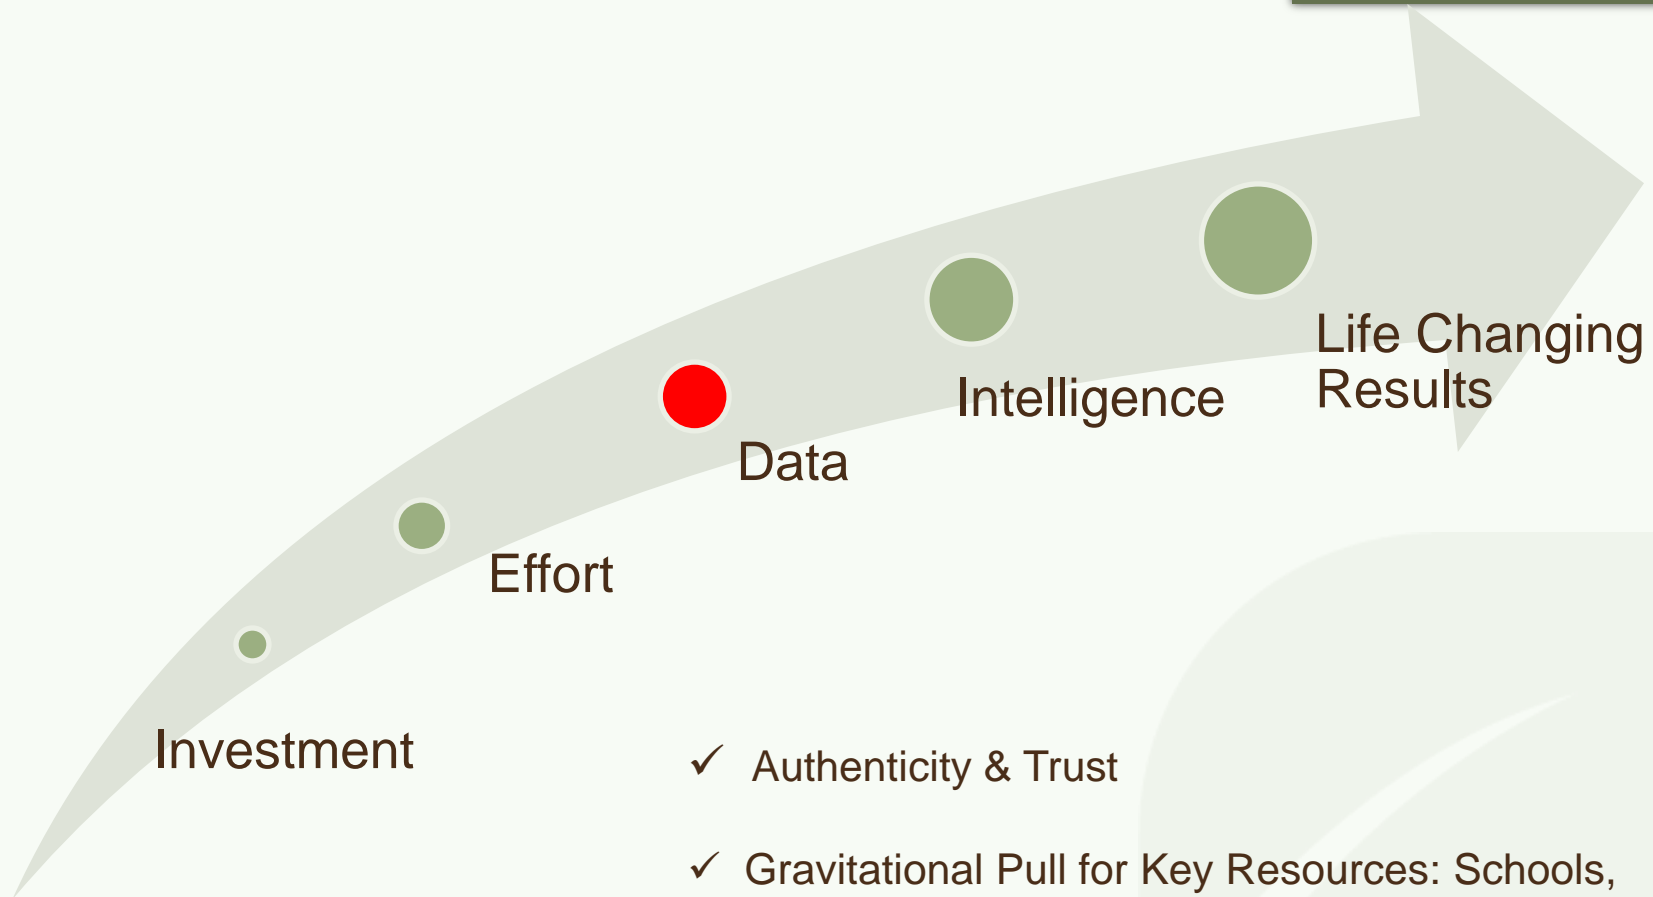 Life Changing
Results
Intelligence
Data
Effort
Investment
✓ Authenticity & Trust
✓ Gravitational Pull for Key Resources: Schools,